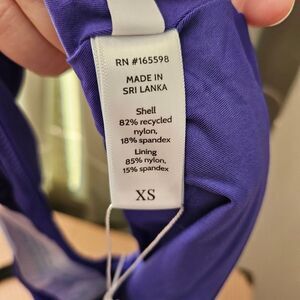 RN #165598
MADE IN
SRI LANKA
Shell
82% recycled
nylon,
18% spandex
Lining
85% nylon,
15% spandex
XS